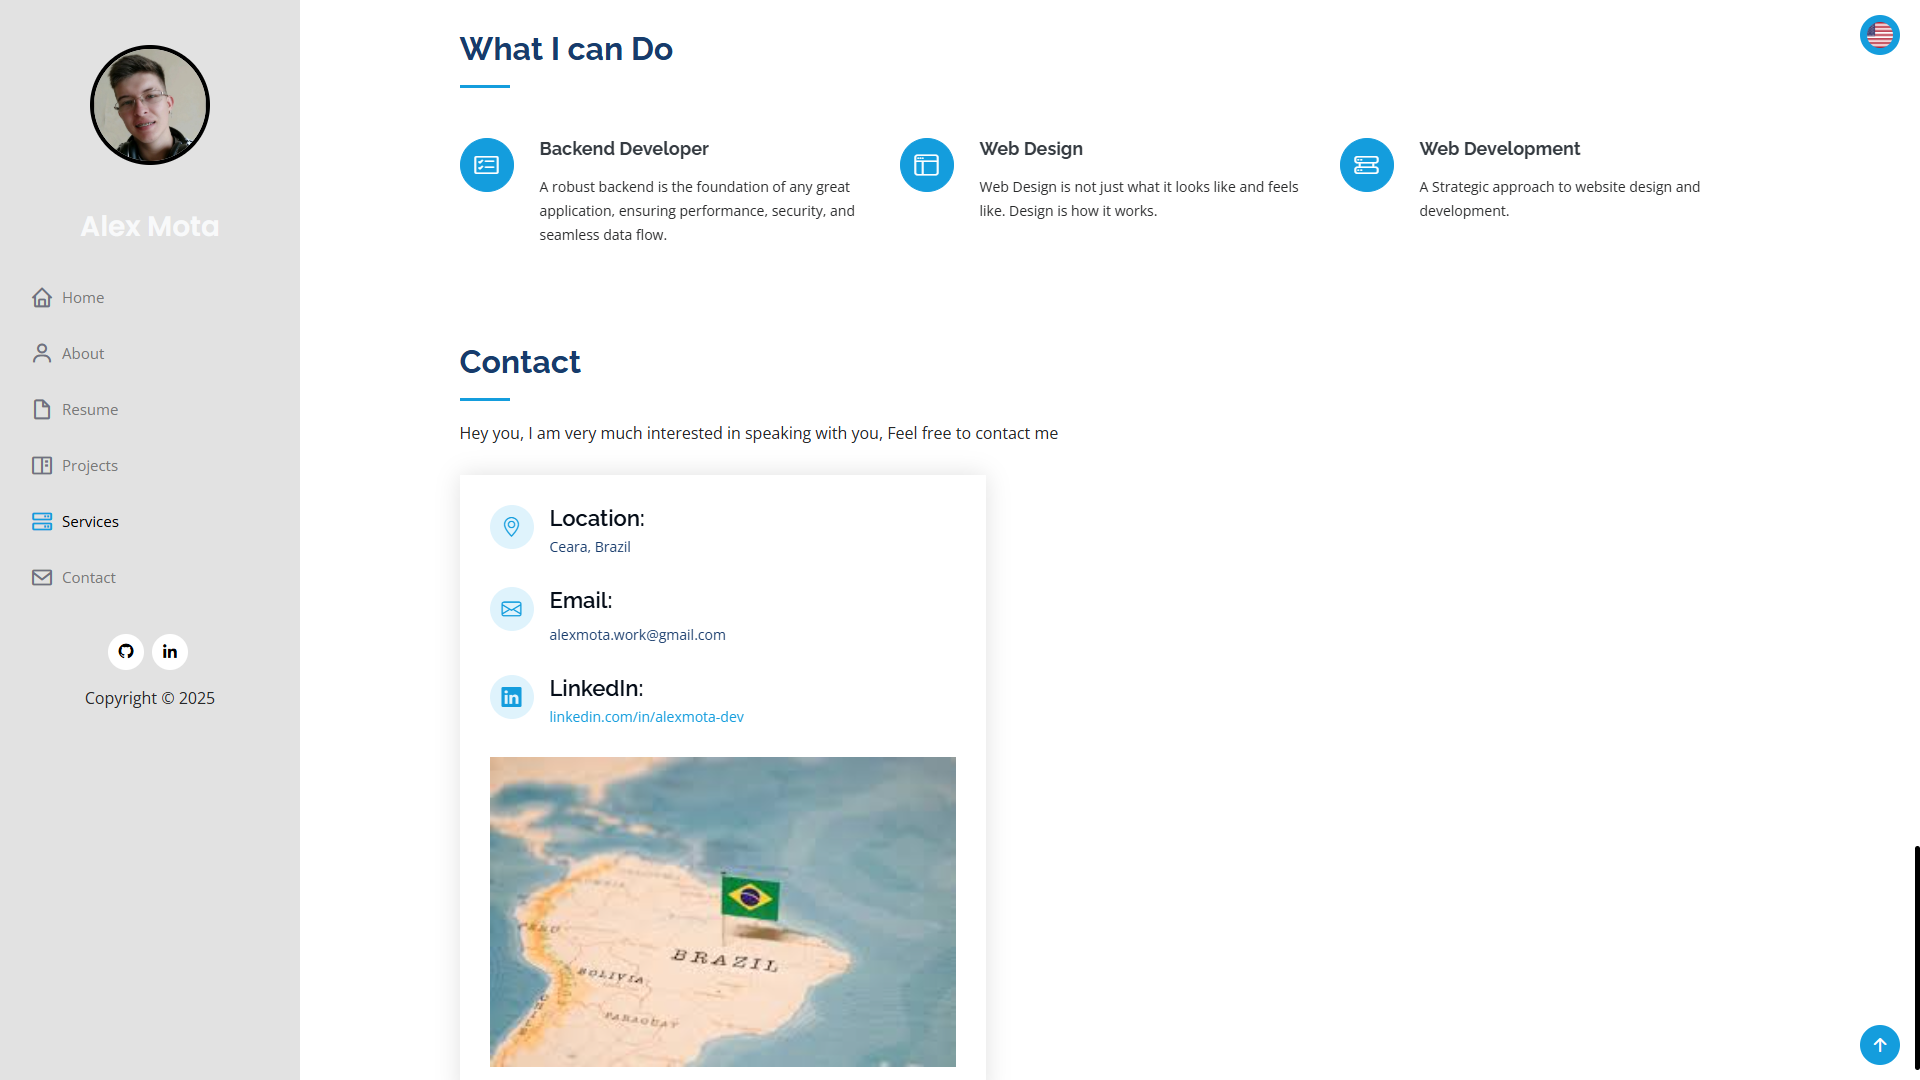 Alex Mota
Home
About
Resume
Projects
Services
Contact
Copyright © 2025
What I can Do
Backend Developer
A robust backend is the foundation of any great
application, ensuring performance, security, and
seamless data flow.
Web Design
Web Design is not just what it looks like and feels
like. Design is how it works.
Web Development
A Strategic approach to website design and
development.
Contact
Hey you, I am very much interested in speaking with you, Feel free to contact me
Location:
Ceara, Brazil
Email:
alexmota.work@gmail.com
LinkedIn:
linkedin.com/in/alexmota-dev
PERU
BRAZIL
BOLIVIA
CHILE
PARAGUAY